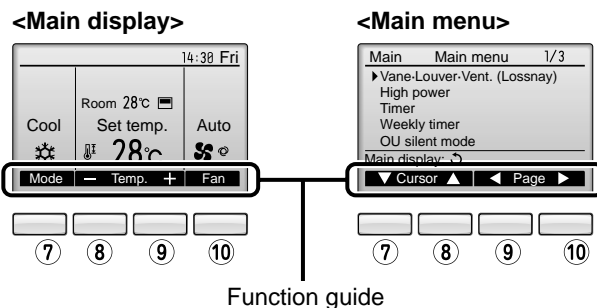 <Main display>
14:30 Fri
Room 28°C
Cool
Set temp.
Auto
28°C
Mode − Temp. + Fan
7 8 9 10
<Main menu>
Main Main menu 1/3
Vane·Louver·Vent. (Lossnay)
High power
Timer
Weekly timer
OU silent mode
Main display:
Cursor Page
7 8 9 10
Function guide